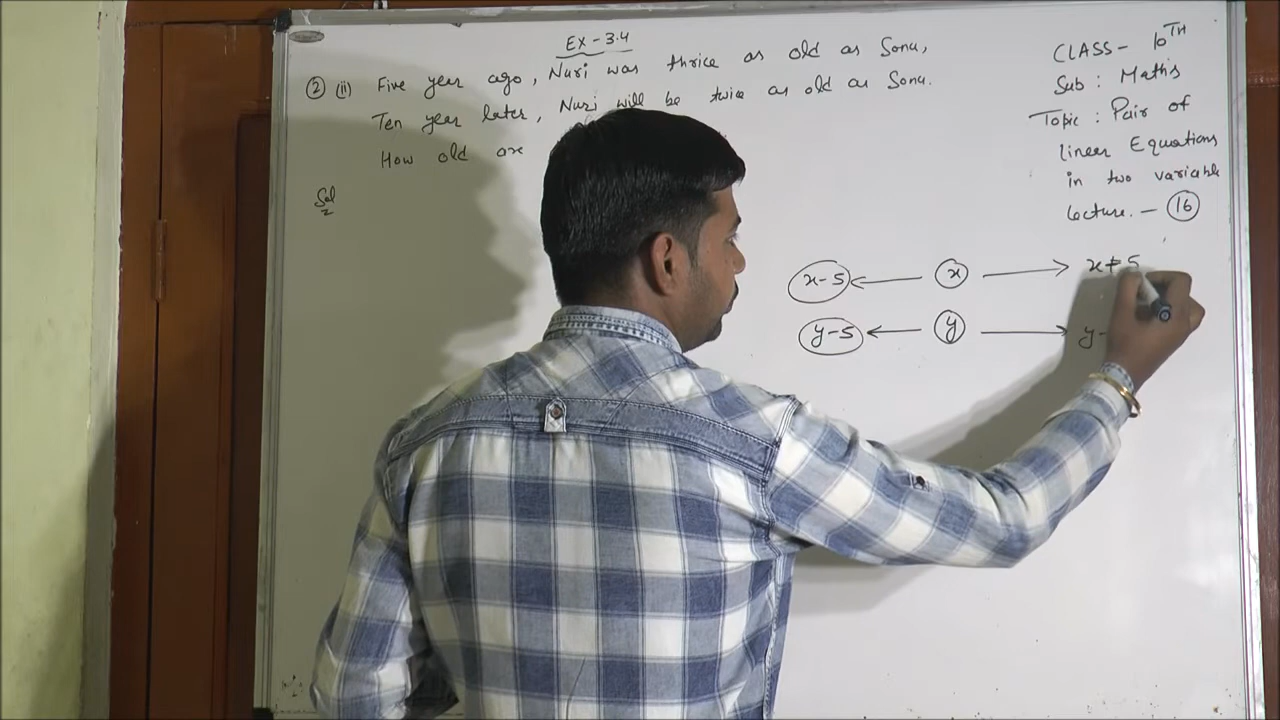 EX - 3.4
② (ii) Five year ago, Nuri was thrice as old as Sonu,
Ten year later, Nuri will be twice as old as Sonu.
How old are
Sol
CLASS - 10TH
Sub : Maths
Topic : Pair of
linear Equations
in two variable
lecture. - ⑯
x-5 ← x → x+5
y-5 ← y → y-